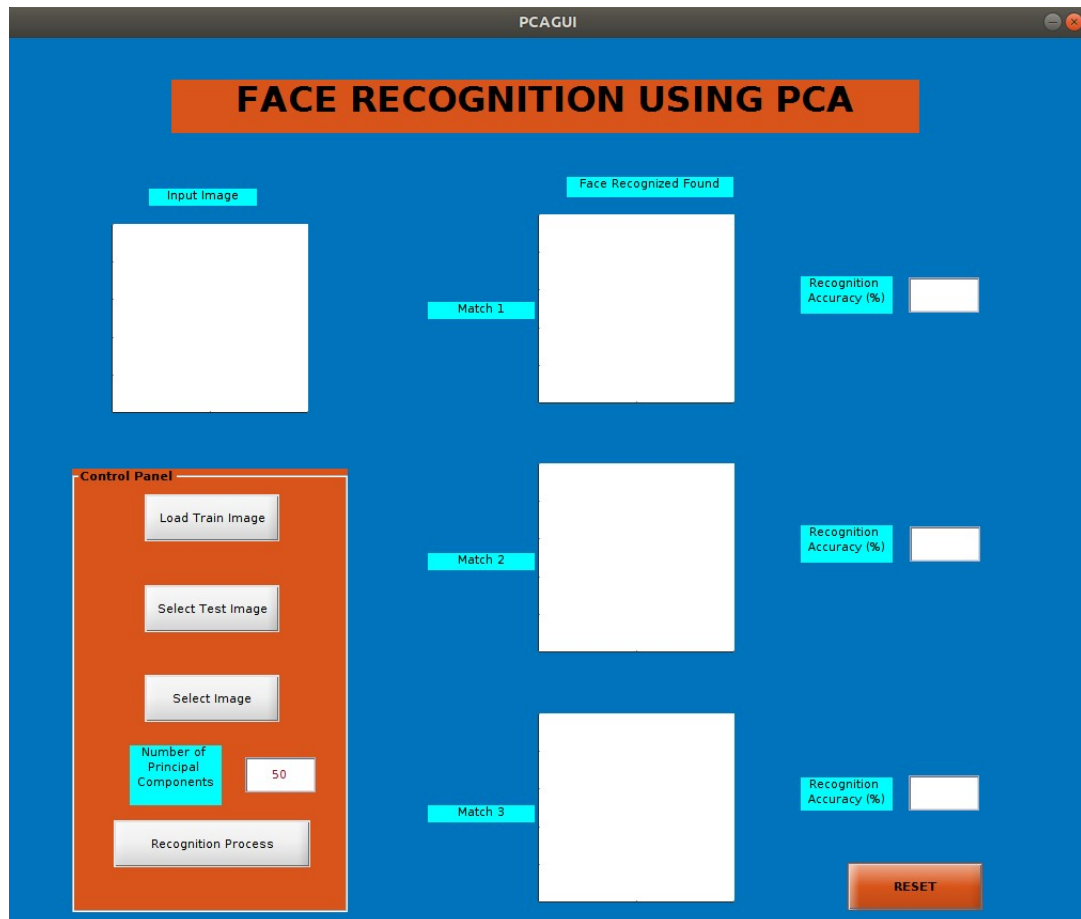 PCAGUI
FACE RECOGNITION USING PCA
Input Image
Face Recognized Found
Match 1
Recognition
Accuracy (%)
Control Panel
Load Train Image
Select Test Image
Select Image
Number of
Principal
Components
50
Recognition Process
Match 2
Recognition
Accuracy (%)
Match 3
Recognition
Accuracy (%)
RESET